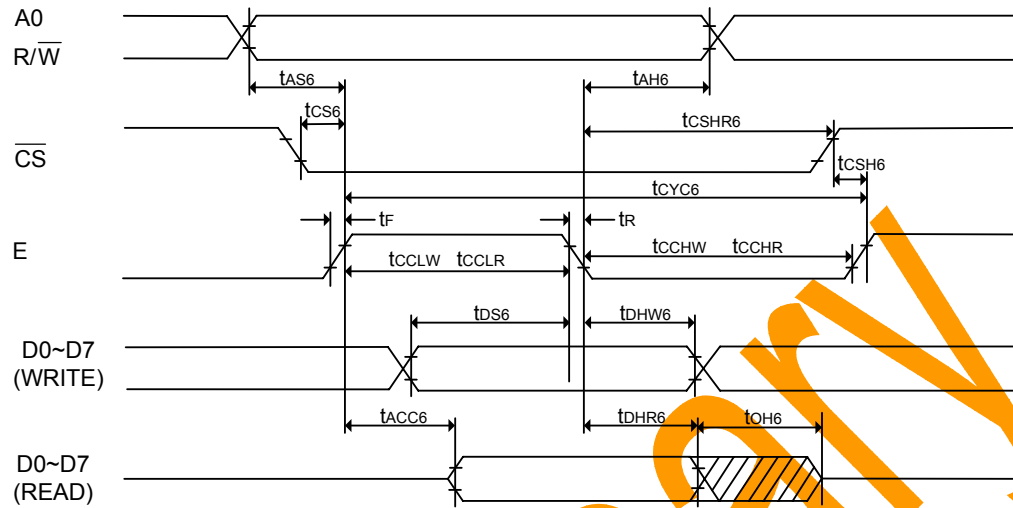 A0
R/W̅
tAS6 tAH6
tCS6 tCSHR6
C̅S̅
tCSH6
tCYC6
tF tR
E
tCCLW tCCLR tCCHW tCCHR
tDS6 tDHW6
D0~D7
(WRITE)
tACC6 tDHR6 tOH6
D0~D7
(READ)